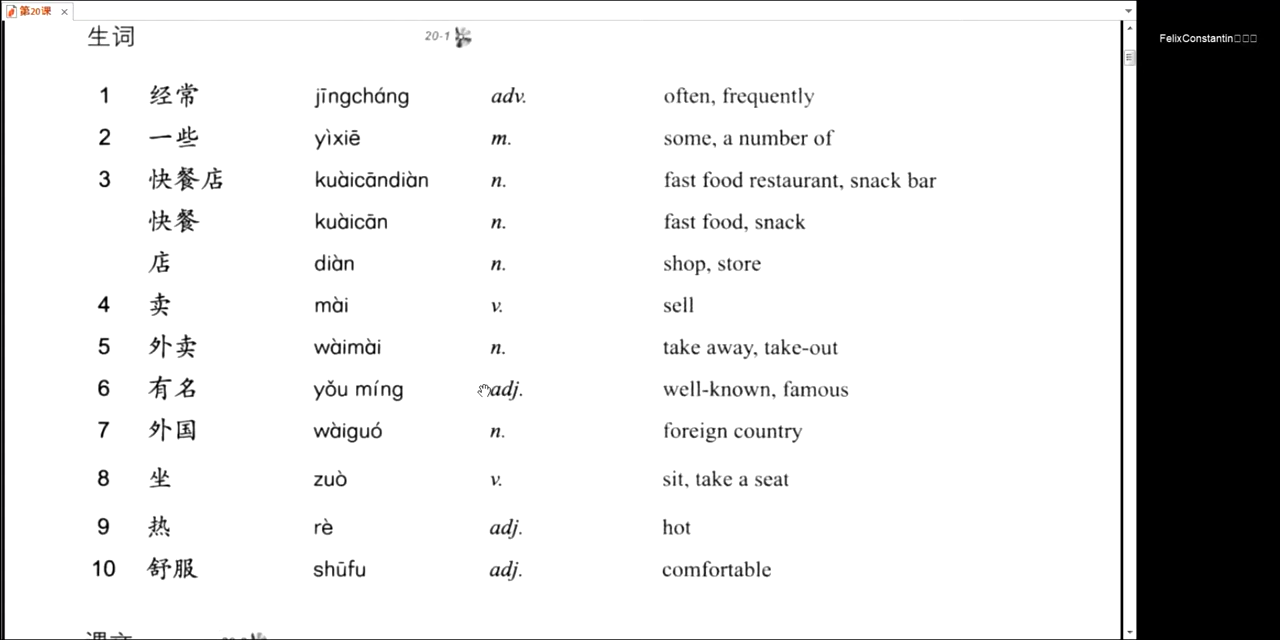 第20课
FelixConstantin□□□
生词 20-1
1 经常 jīngcháng adv. often, frequently
2 一些 yìxiē m. some, a number of
3 快餐店 kuàicāndiàn n. fast food restaurant, snack bar
快餐 kuàicān n. fast food, snack
店 diàn n. shop, store
4 卖 mài v. sell
5 外卖 wàimài n. take away, take-out
6 有名 yǒu míng adj. well-known, famous
7 外国 wàiguó n. foreign country
8 坐 zuò v. sit, take a seat
9 热 rè adj. hot
10 舒服 shūfu adj. comfortable